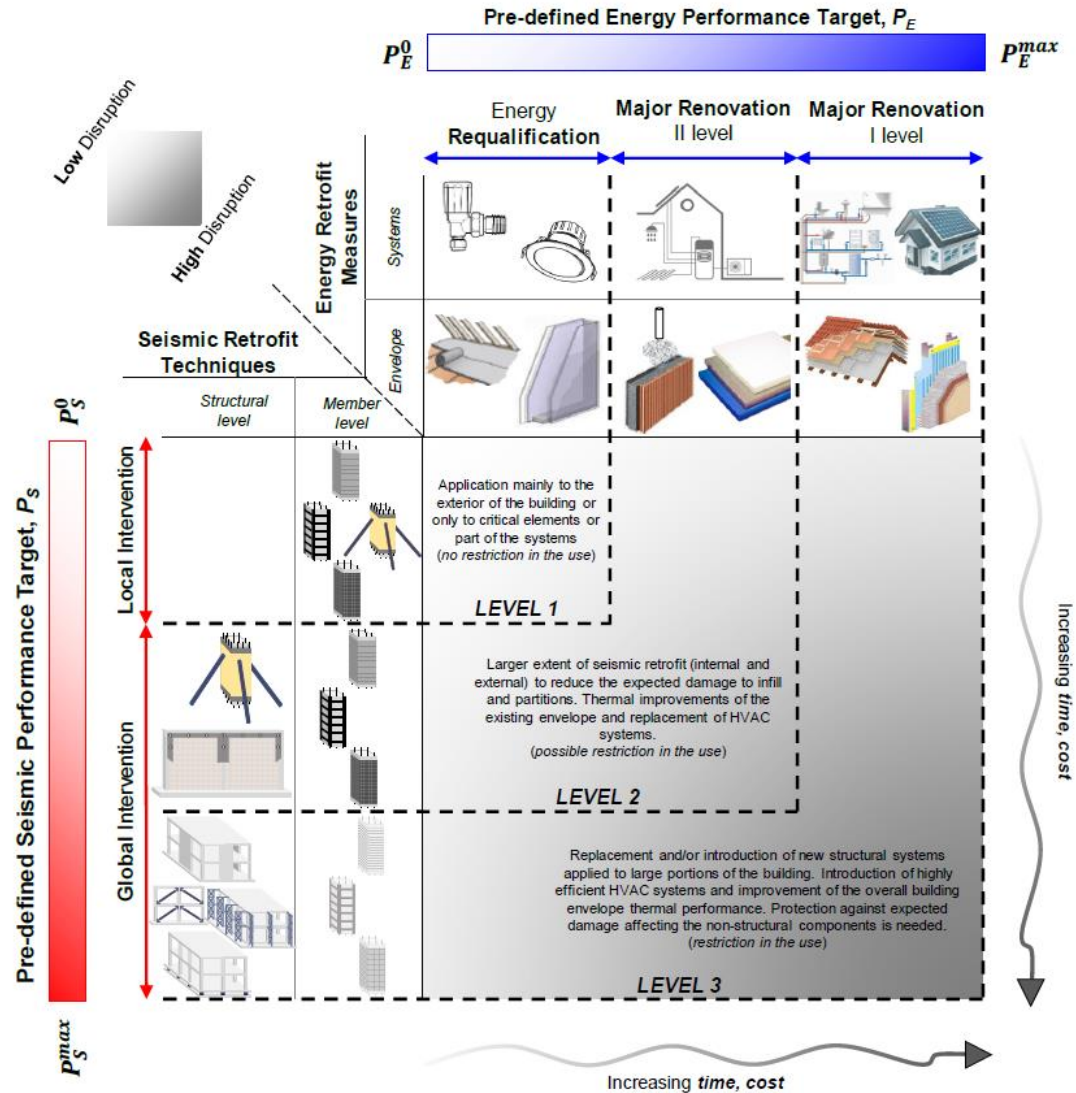 Pre-defined Energy Performance Target, P_E
P_E^0
P_E^max
Low Disruption
High Disruption
Energy
Requalification
Major Renovation
II level
Major Renovation
I level
Energy Retrofit
Measures
Systems
Envelope
Seismic Retrofit
Techniques
Structural
level
Member
level
Pre-defined Seismic Performance Target, P_S
P_S^0
P_S^max
Local Intervention
Global Intervention
Application mainly to the
exterior of the building or
only to critical elements or
part of the systems
(no restriction in the use)
LEVEL 1
Larger extent of seismic retrofit (internal and
external) to reduce the expected damage to infill
and partitions. Thermal improvements of the
existing envelope and replacement of HVAC
systems.
(possible restriction in the use)
LEVEL 2
Replacement and/or introduction of new structural systems
applied to large portions of the building. Introduction of highly
efficient HVAC systems and improvement of the overall building
envelope thermal performance. Protection against expected
damage affecting the non-structural components is needed.
(restriction in the use)
LEVEL 3
Increasing time, cost
Increasing time, cost